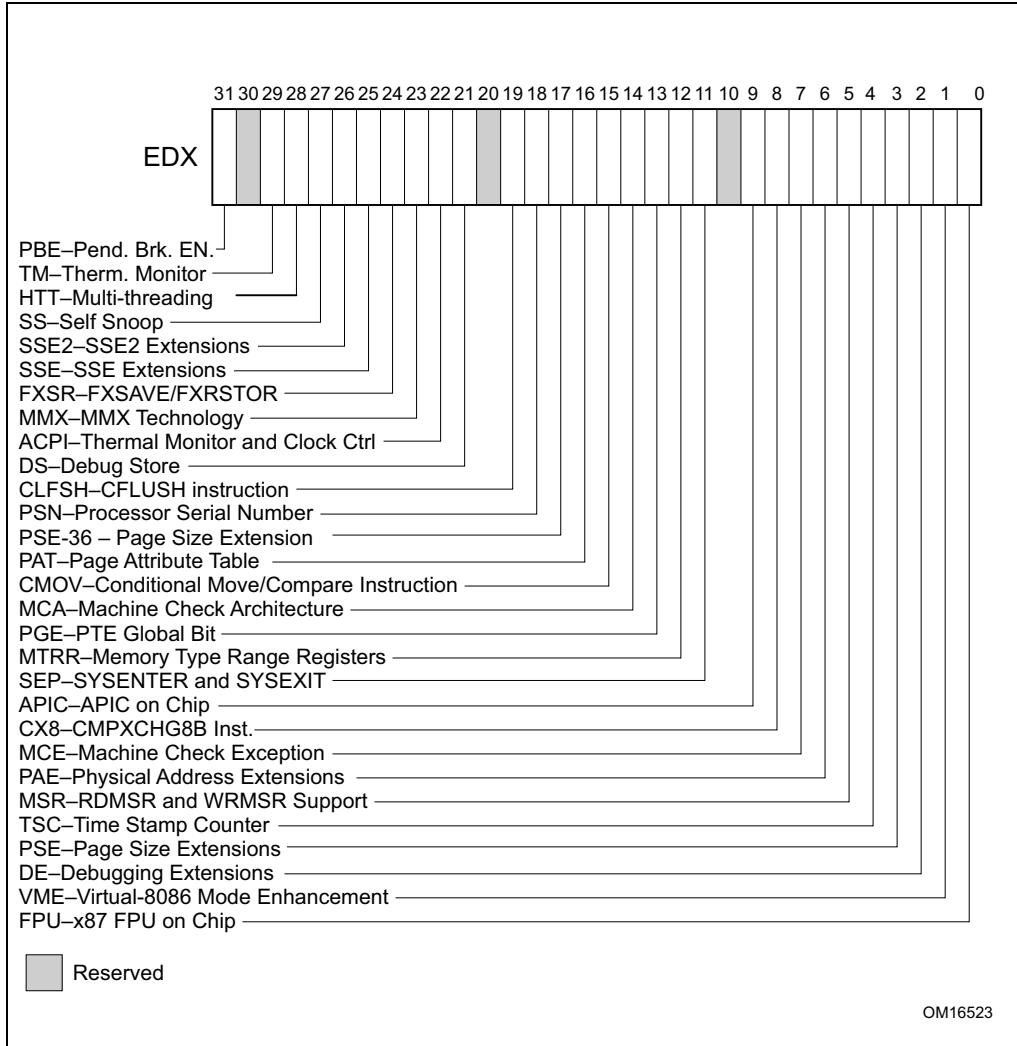 31 30 29 28 27 26 25 24 23 22 21 20 19 18 17 16 15 14 13 12 11 10 9 8 7 6 5 4 3 2 1 0
EDX
PBE–Pend. Brk. EN.
TM–Therm. Monitor
HTT–Multi-threading
SS–Self Snoop
SSE2–SSE2 Extensions
SSE–SSE Extensions
FXSR–FXSAVE/FXRSTOR
MMX–MMX Technology
ACPI–Thermal Monitor and Clock Ctrl
DS–Debug Store
CLFSH–CFLUSH instruction
PSN–Processor Serial Number
PSE-36 – Page Size Extension
PAT–Page Attribute Table
CMOV–Conditional Move/Compare Instruction
MCA–Machine Check Architecture
PGE–PTE Global Bit
MTRR–Memory Type Range Registers
SEP–SYSENTER and SYSEXIT
APIC–APIC on Chip
CX8–CMPXCHG8B Inst.
MCE–Machine Check Exception
PAE–Physical Address Extensions
MSR–RDMSR and WRMSR Support
TSC–Time Stamp Counter
PSE–Page Size Extensions
DE–Debugging Extensions
VME–Virtual-8086 Mode Enhancement
FPU–x87 FPU on Chip
Reserved
OM16523